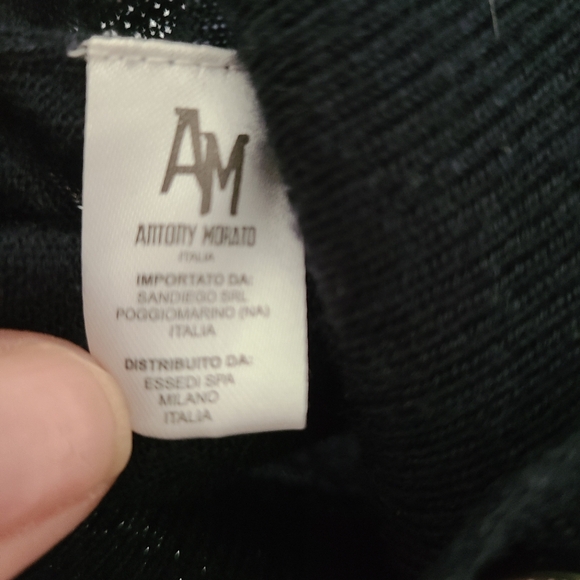 AM
ANTONY MORATO
ITALIA
IMPORTATO DA:
SANDIEGO SRL
POGGIOMARINO (NA)
ITALIA
DISTRIBUITO DA:
ESSEDI SPA
MILANO
ITALIA